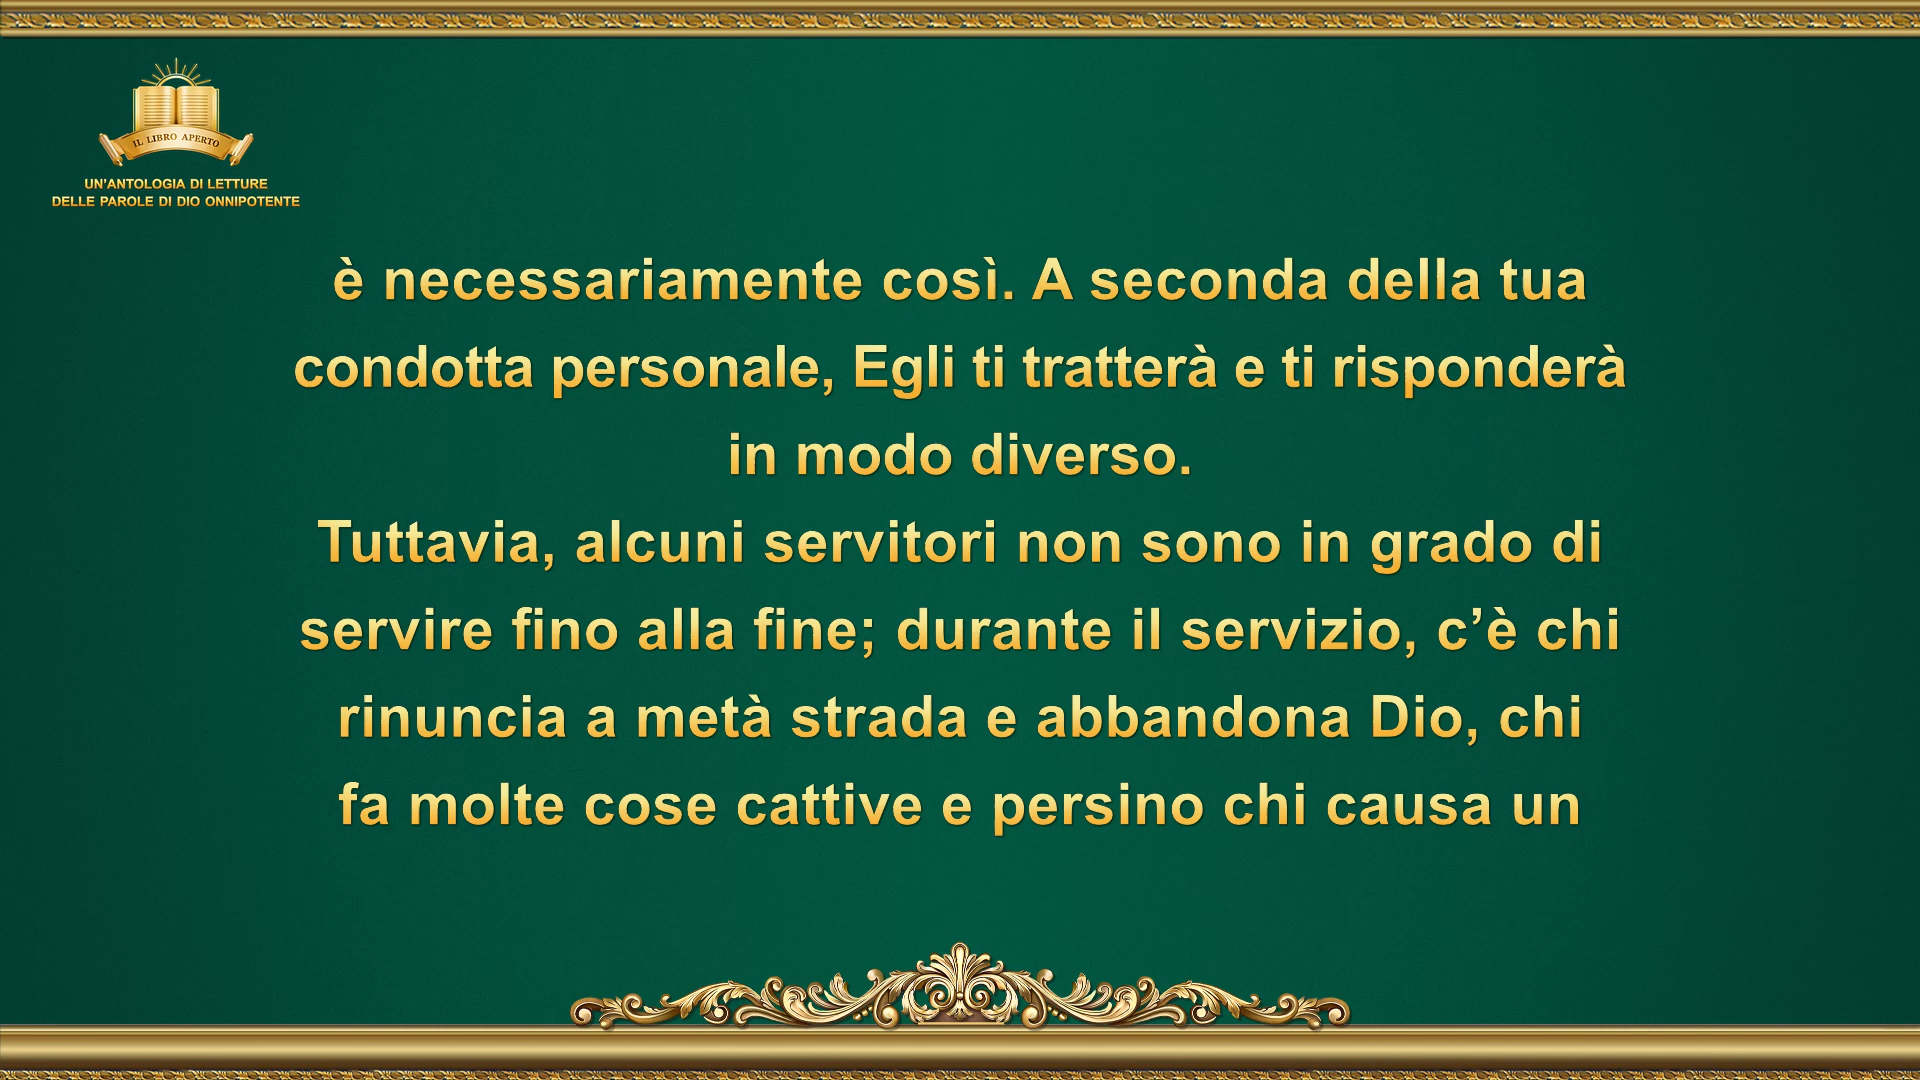 IL LIBRO APERTO
UN’ANTOLOGIA DI LETTURE
DELLE PAROLE DI DIO ONNIPOTENTE
è necessariamente così. A seconda della tua
condotta personale, Egli ti tratterà e ti risponderà
in modo diverso.
Tuttavia, alcuni servitori non sono in grado di
servire fino alla fine; durante il servizio, c’è chi
rinuncia a metà strada e abbandona Dio, chi
fa molte cose cattive e persino chi causa un